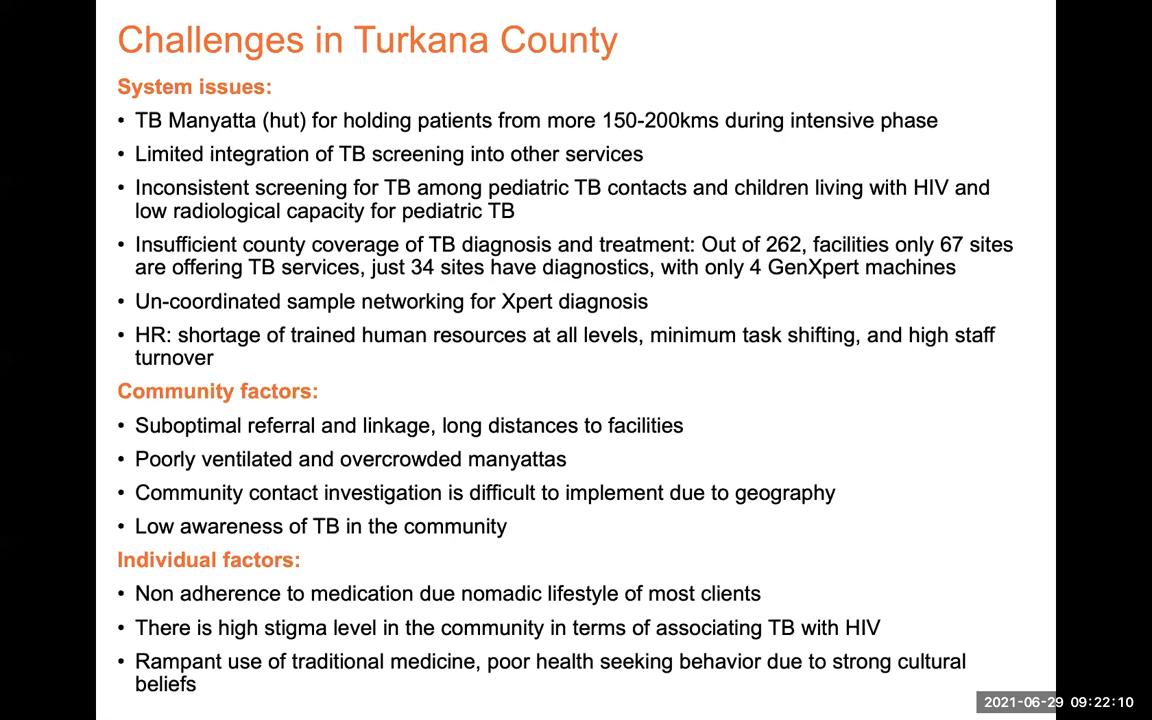 Challenges in Turkana County
System issues:
• TB Manyatta (hut) for holding patients from more 150-200kms during intensive phase
• Limited integration of TB screening into other services
• Inconsistent screening for TB among pediatric TB contacts and children living with HIV and
low radiological capacity for pediatric TB
• Insufficient county coverage of TB diagnosis and treatment: Out of 262, facilities only 67 sites
are offering TB services, just 34 sites have diagnostics, with only 4 GenXpert machines
• Un-coordinated sample networking for Xpert diagnosis
• HR: shortage of trained human resources at all levels, minimum task shifting, and high staff
turnover
Community factors:
• Suboptimal referral and linkage, long distances to facilities
• Poorly ventilated and overcrowded manyattas
• Community contact investigation is difficult to implement due to geography
• Low awareness of TB in the community
Individual factors:
• Non adherence to medication due nomadic lifestyle of most clients
• There is high stigma level in the community in terms of associating TB with HIV
• Rampant use of traditional medicine, poor health seeking behavior due to strong cultural
beliefs
2021-06-29 09:22:10